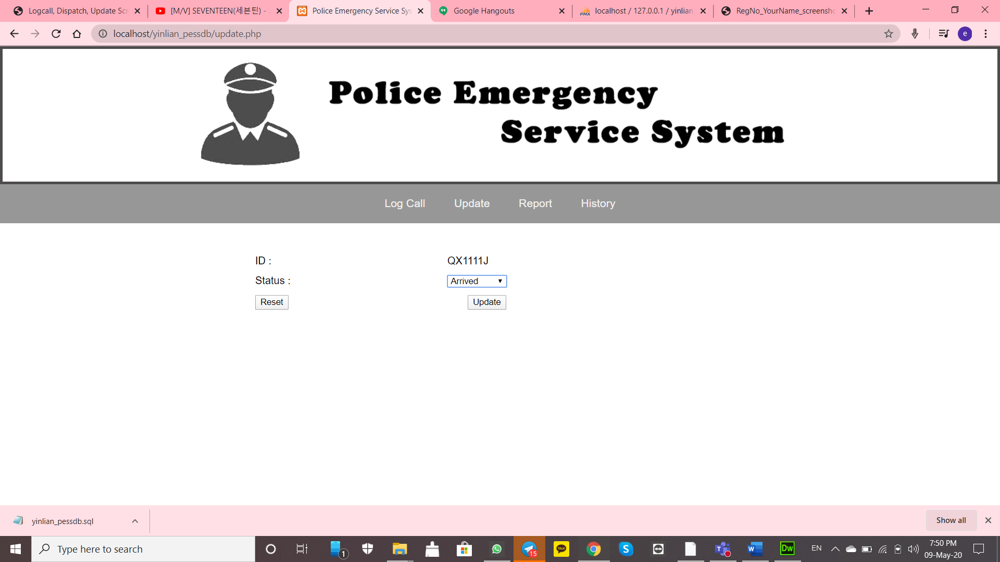 Logcall, Dispatch, Update Scr
[M/V] SEVENTEEN(세븐틴) -
Police Emergency Service Sys
Google Hangouts
PMA
localhost / 127.0.0.1 / yinlian
RegNo_YourName_screensho
localhost/yinlian_pessdb/update.php
e
Police Emergency
Service System
Log Call Update Report History
ID : QX1111J
Status : Arrived
Reset Update
yinlian_pessdb.sql
Show all
Type here to search
1
15
TALK
S
T
W
Dw
EN
7:50 PM
09-May-20